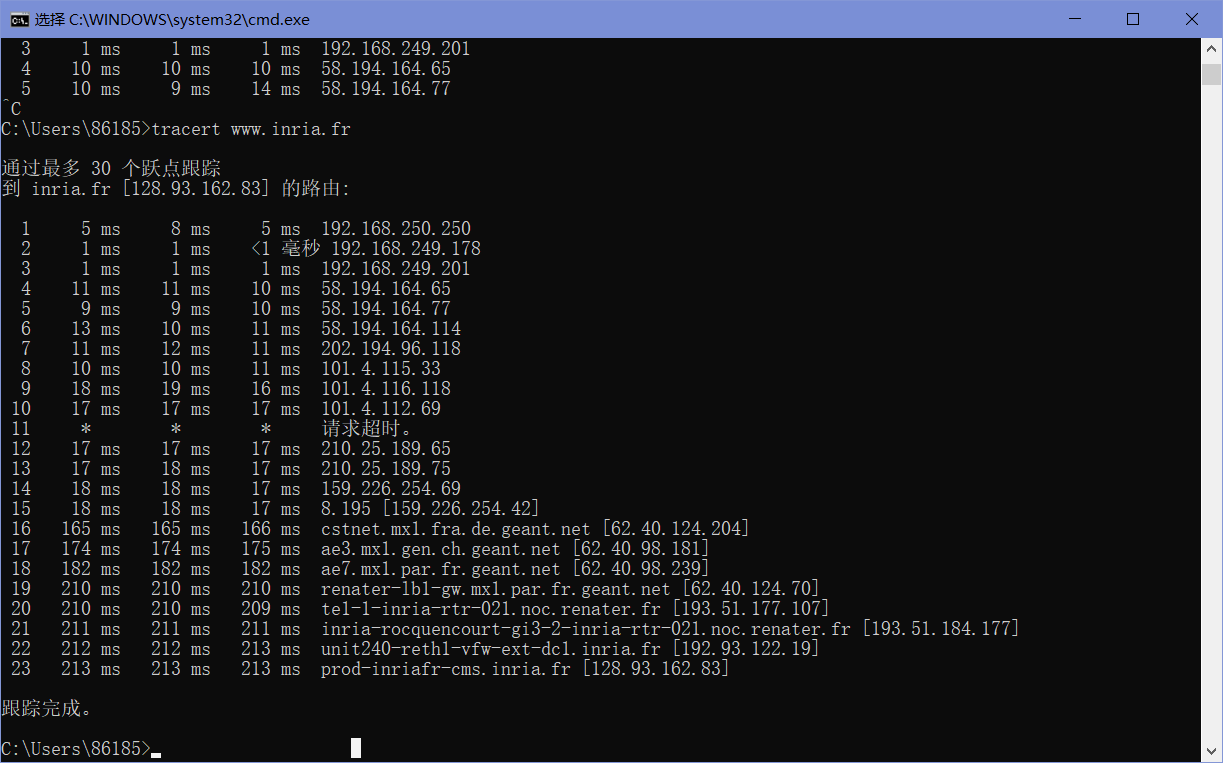 选择 C:\WINDOWS\system32\cmd.exe
3 1 ms 1 ms 1 ms 192.168.249.201
4 10 ms 10 ms 10 ms 58.194.164.65
5 10 ms 9 ms 14 ms 58.194.164.77
^C
C:\Users\86185>tracert www.inria.fr
通过最多 30 个跃点跟踪
到 inria.fr [128.93.162.83] 的路由:
1 5 ms 8 ms 5 ms 192.168.250.250
2 1 ms 1 ms <1 毫秒 192.168.249.178
3 1 ms 1 ms 1 ms 192.168.249.201
4 11 ms 11 ms 10 ms 58.194.164.65
5 9 ms 9 ms 10 ms 58.194.164.77
6 13 ms 10 ms 11 ms 58.194.164.114
7 11 ms 12 ms 11 ms 202.194.96.118
8 10 ms 10 ms 11 ms 101.4.115.33
9 18 ms 19 ms 16 ms 101.4.116.118
10 17 ms 17 ms 17 ms 101.4.112.69
11 * * * 请求超时。
12 17 ms 17 ms 17 ms 210.25.189.65
13 17 ms 18 ms 17 ms 210.25.189.75
14 18 ms 18 ms 17 ms 159.226.254.69
15 18 ms 18 ms 17 ms 8.195 [159.226.254.42]
16 165 ms 165 ms 166 ms cstnet.mx1.fra.de.geant.net [62.40.124.204]
17 174 ms 174 ms 175 ms ae3.mx1.gen.ch.geant.net [62.40.98.181]
18 182 ms 182 ms 182 ms ae7.mx1.par.fr.geant.net [62.40.98.239]
19 210 ms 210 ms 210 ms renater-lb1-gw.mx1.par.fr.geant.net [62.40.124.70]
20 210 ms 210 ms 209 ms te1-1-inria-rtr-021.noc.renater.fr [193.51.177.107]
21 211 ms 211 ms 211 ms inria-rocquencourt-gi3-2-inria-rtr-021.noc.renater.fr [193.51.184.177]
22 212 ms 212 ms 213 ms unit240-reth1-vfw-ext-dc1.inria.fr [192.93.122.19]
23 213 ms 213 ms 213 ms prod-inriafr-cms.inria.fr [128.93.162.83]
跟踪完成。
C:\Users\86185>